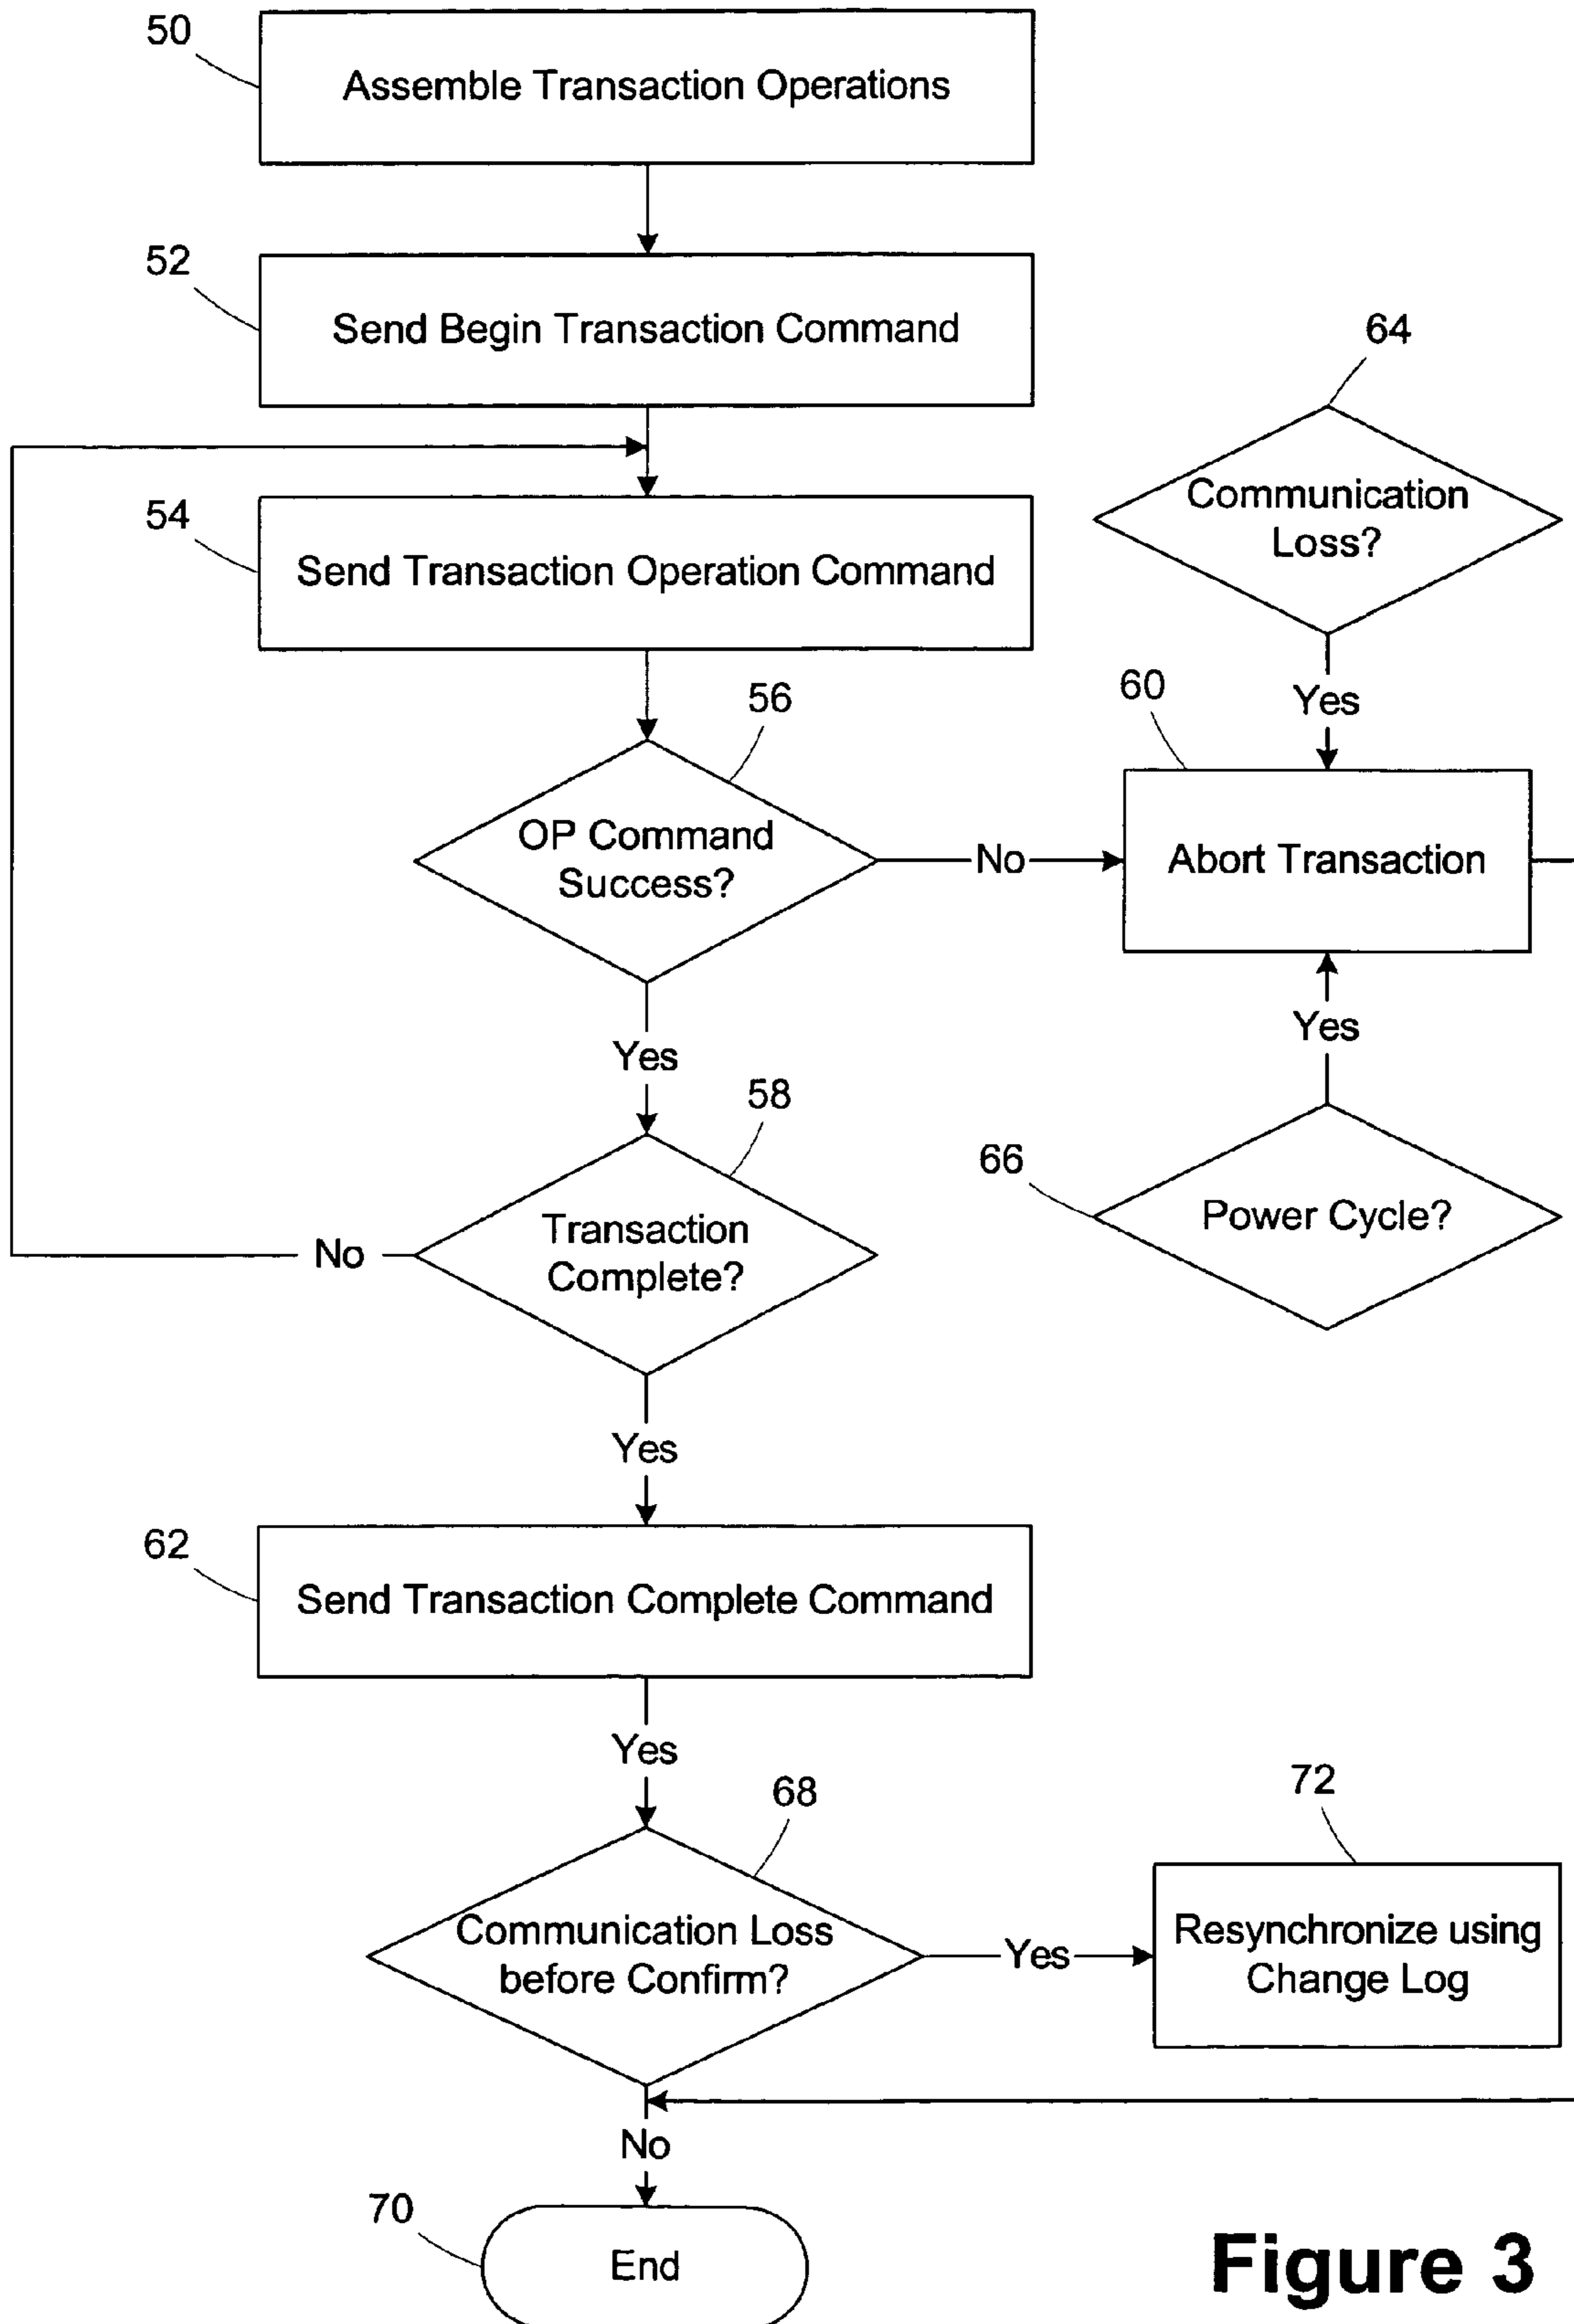 50
Assemble Transaction Operations
52
Send Begin Transaction Command
64
Communication
Loss?
54
Send Transaction Operation Command
Yes
56
60
OP Command
Success?
No
Abort Transaction
Yes
Yes
58
66
Power Cycle?
Transaction
Complete?
No
Yes
62
Send Transaction Complete Command
Yes
68
72
Communication Loss
before Confirm?
Yes
Resynchronize using
Change Log
No
70
End
Figure 3